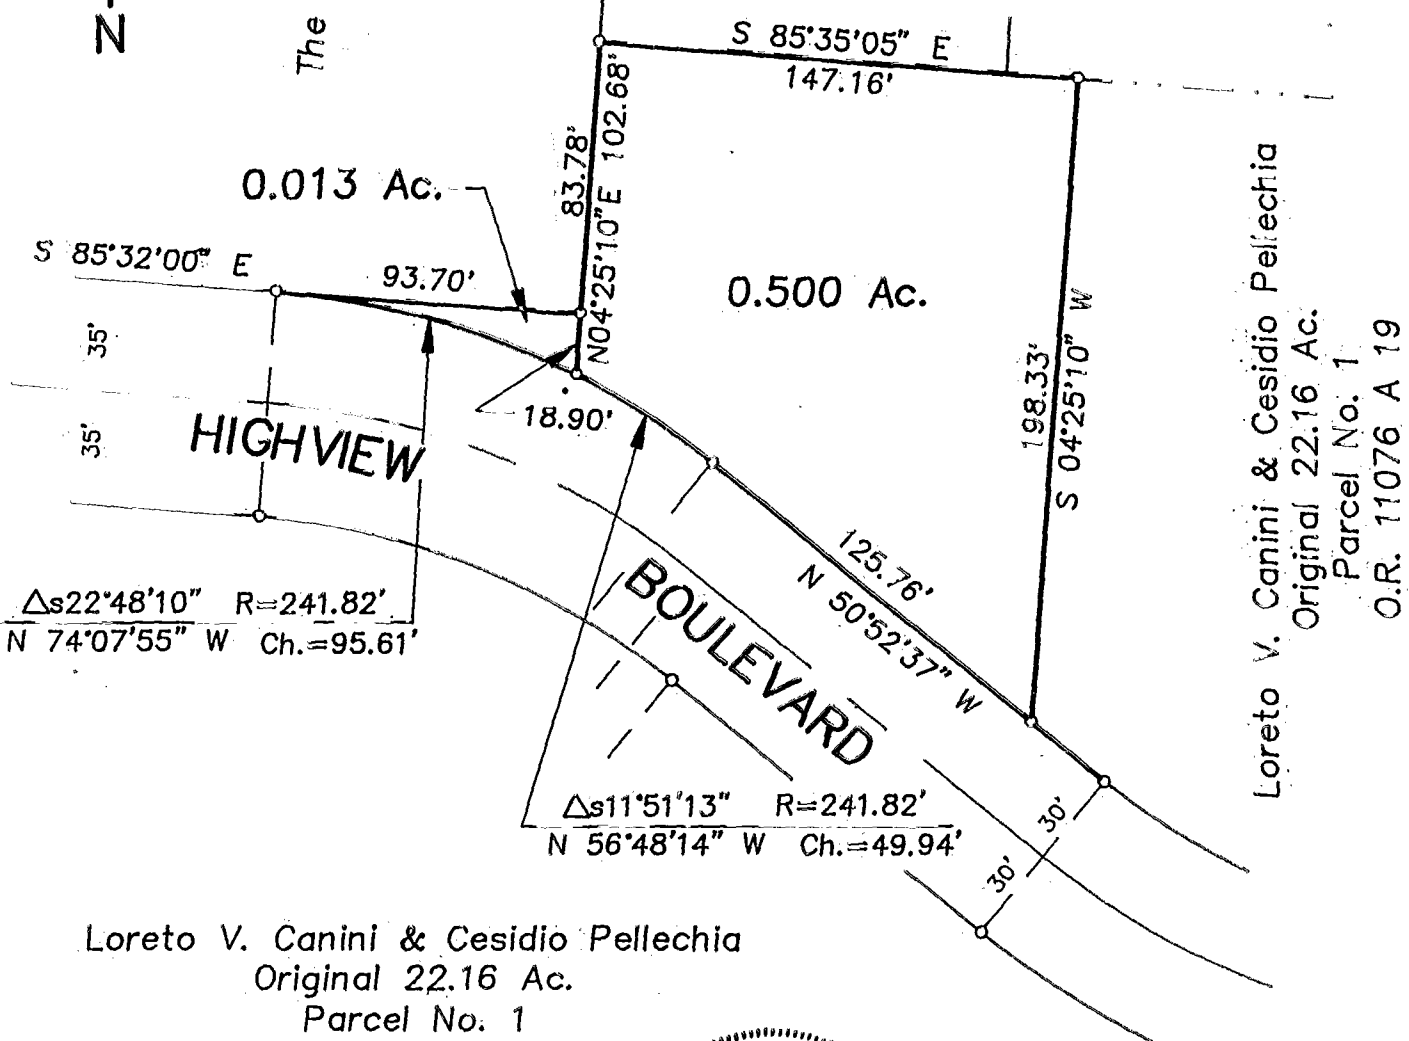 N
The
S 85°35'05" E
147.16'
83.78'
N04°25'10"E 102.68'
0.013 Ac.
S 85°32'00" E
93.70'
0.500 Ac.
35'
35'
18.90'
HIGHVIEW
BOULEVARD
198.33'
S 04°25'10" W
125.76'
N 50°52'37" W
△s22°48'10" R=241.82'
N 74°07'55" W Ch.=95.61'
△s11°51'13" R=241.82'
N 56°48'14" W Ch.=49.94'
30'
30'
Loreto V. Canini & Cesidio Pellechia
Original 22.16 Ac.
Parcel No. 1
O.R. 11076 A 19
Loreto V. Canini & Cesidio Pellechia
Original 22.16 Ac.
Parcel No. 1